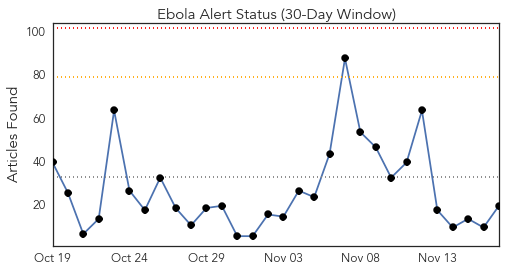 Ebola Alert Status (30-Day Window)
100
80
60
40
20
Articles Found
Oct 19 Oct 24 Oct 29 Nov 03 Nov 08 Nov 13